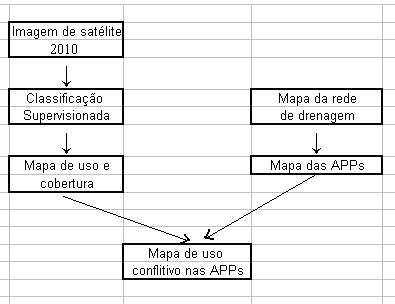 Imagem de satélite
2010
Classificação
Supervisionada
Mapa da rede
de drenagem
Mapa de uso e
cobertura
Mapa das APPs
Mapa de uso
conflitivo nas APPs